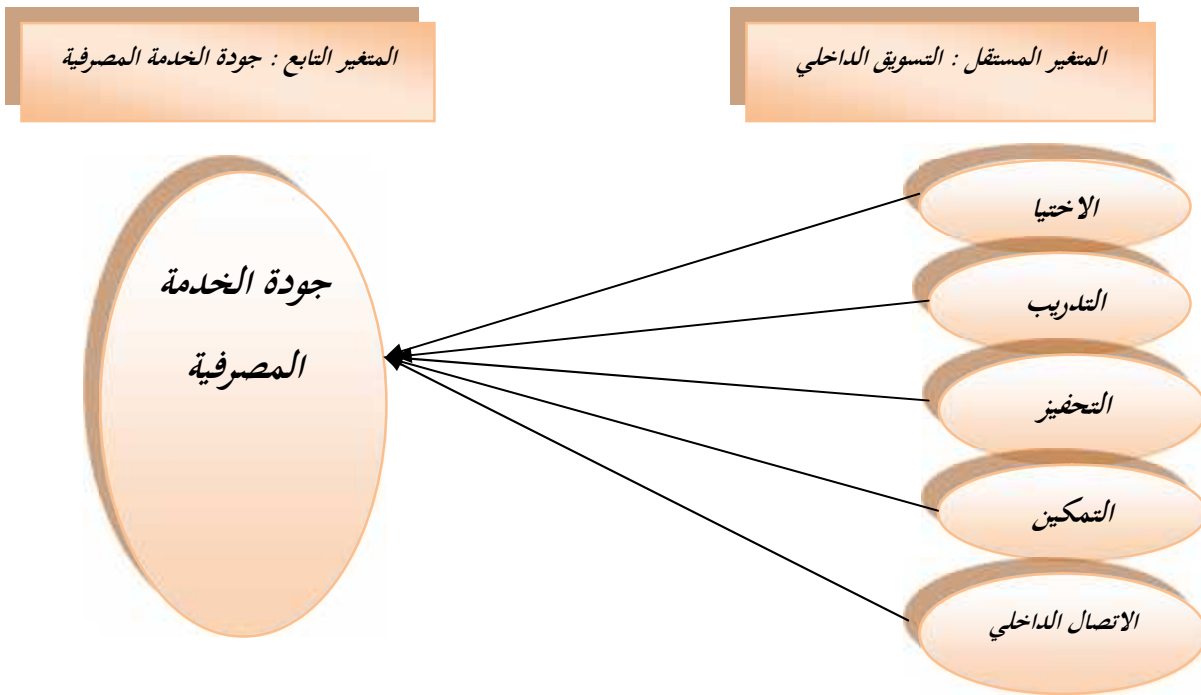 المتغير المستقل : التسويق الداخلي
المتغير التابع : جودة الخدمة المصرفية
الاختيا
التدريب
التحفيز
التمكين
الاتصال الداخلي
جودة الخدمة
المصرفية